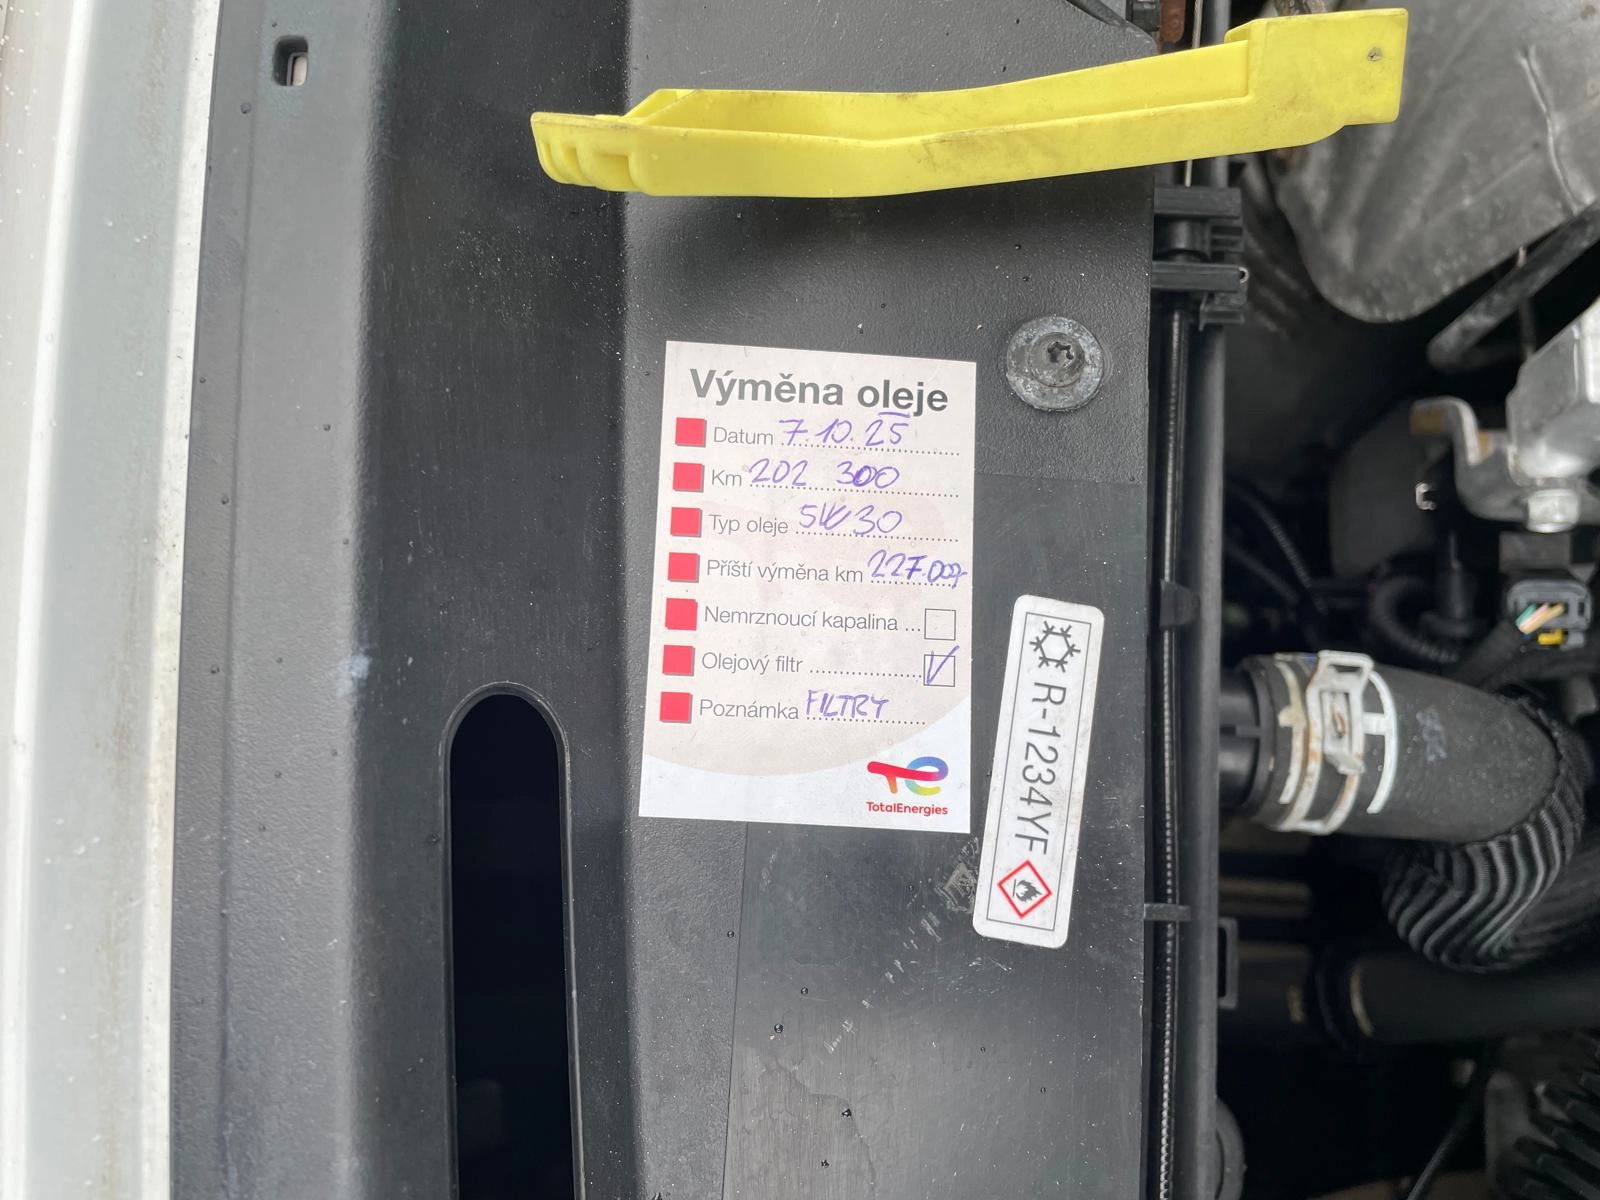 Výměna oleje
Datum 7.10.25
Km 202 300
Typ oleje 5W30
Příští výměna km 227.000
Nemrznoucí kapalina ...
Olejový filtr
Poznámka FILTRY
TotalEnergies
R-1234YF